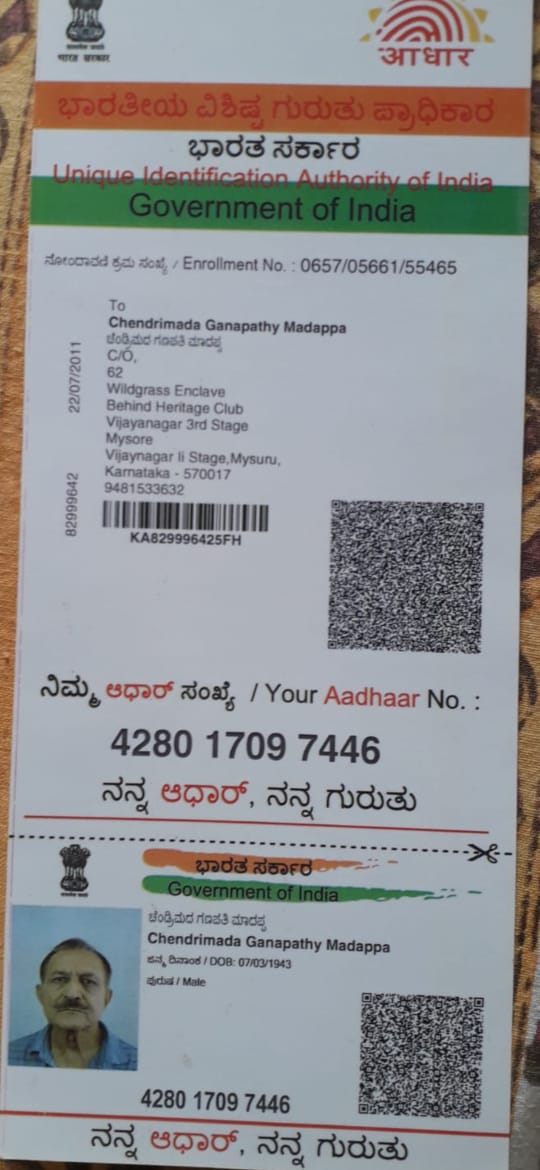 भारत सरकार
आधार
ಭಾರತೀಯ ವಿಶಿಷ್ಟ ಗುರುತು ಪ್ರಾಧಿಕಾರ
ಭಾರತ ಸರ್ಕಾರ
Unique Identification Authority of India
Government of India
ನೋಂದಾವಣೆ ಕ್ರಮ ಸಂಖ್ಯೆ / Enrollment No. : 0657/05661/55465
To
Chendrimada Ganapathy Madappa
ಚೆಂಡ್ರಿಮದ ಗಣಪತಿ ಮಾದಪ್ಪ
C/O,
62
Wildgrass Enclave
Behind Heritage Club
Vijayanagar 3rd Stage
Mysore
Vijaynagar Ii Stage,Mysuru,
Karnataka - 570017
9481533632
22/07/2011
82999642
KA829996425FH
ನಿಮ್ಮ ಆಧಾರ್ ಸಂಖ್ಯೆ / Your Aadhaar No. :
4280 1709 7446
ನನ್ನ ಆಧಾರ್, ನನ್ನ ಗುರುತು
ಭಾರತ ಸರ್ಕಾರ
Government of India
ಚೆಂಡ್ರಿಮದ ಗಣಪತಿ ಮಾದಪ್ಪ
Chendrimada Ganapathy Madappa
ಜನ್ಮ ದಿನಾಂಕ / DOB: 07/03/1943
ಪುರುಷ / Male
4280 1709 7446
ನನ್ನ ಆಧಾರ್, ನನ್ನ ಗುರುತು